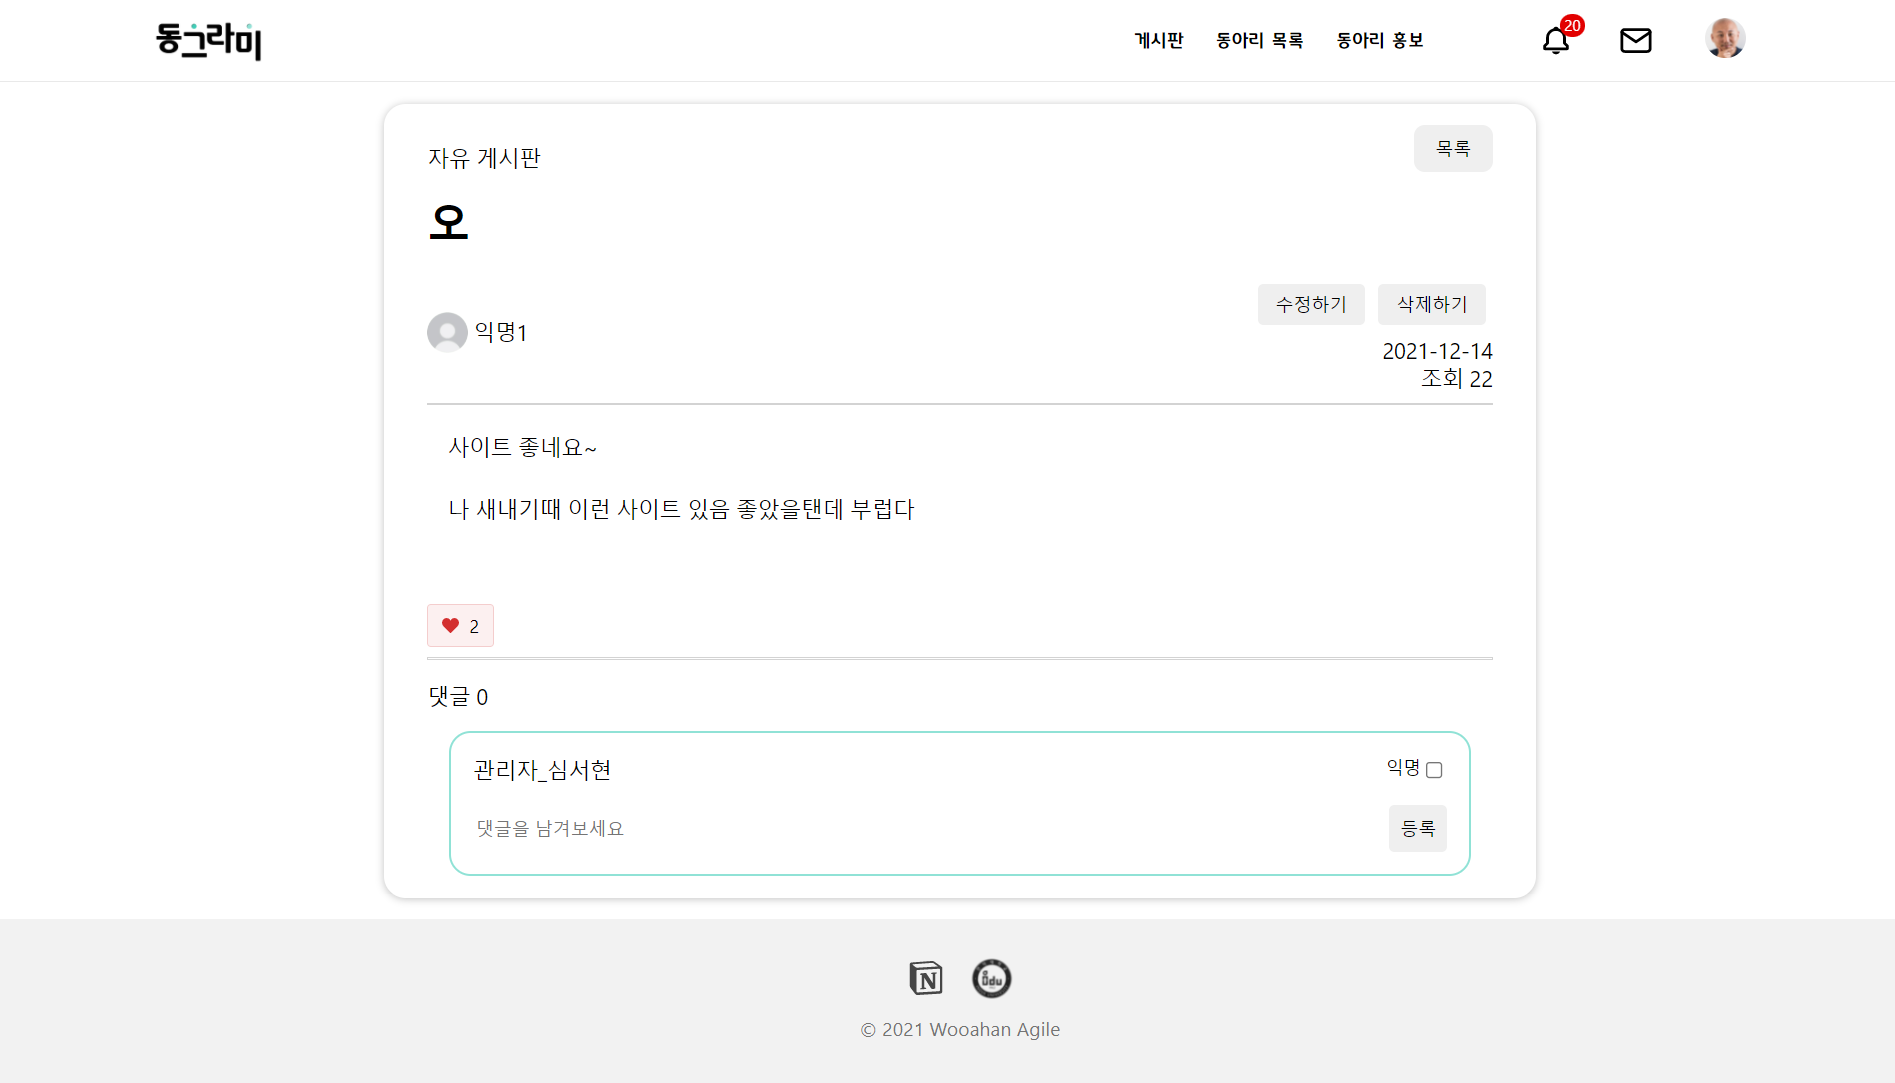 동그라미
게시판 동아리 목록 동아리 홍보 20
자유 게시판 목록
오
수정하기 삭제하기
익명1
2021-12-14
조회 22
사이트 좋네요~
나 새내기때 이런 사이트 있음 좋았을탠데 부럽다
2
댓글 0
관리자_심서현 익명
댓글을 남겨보세요 등록
N
© 2021 Wooahan Agile